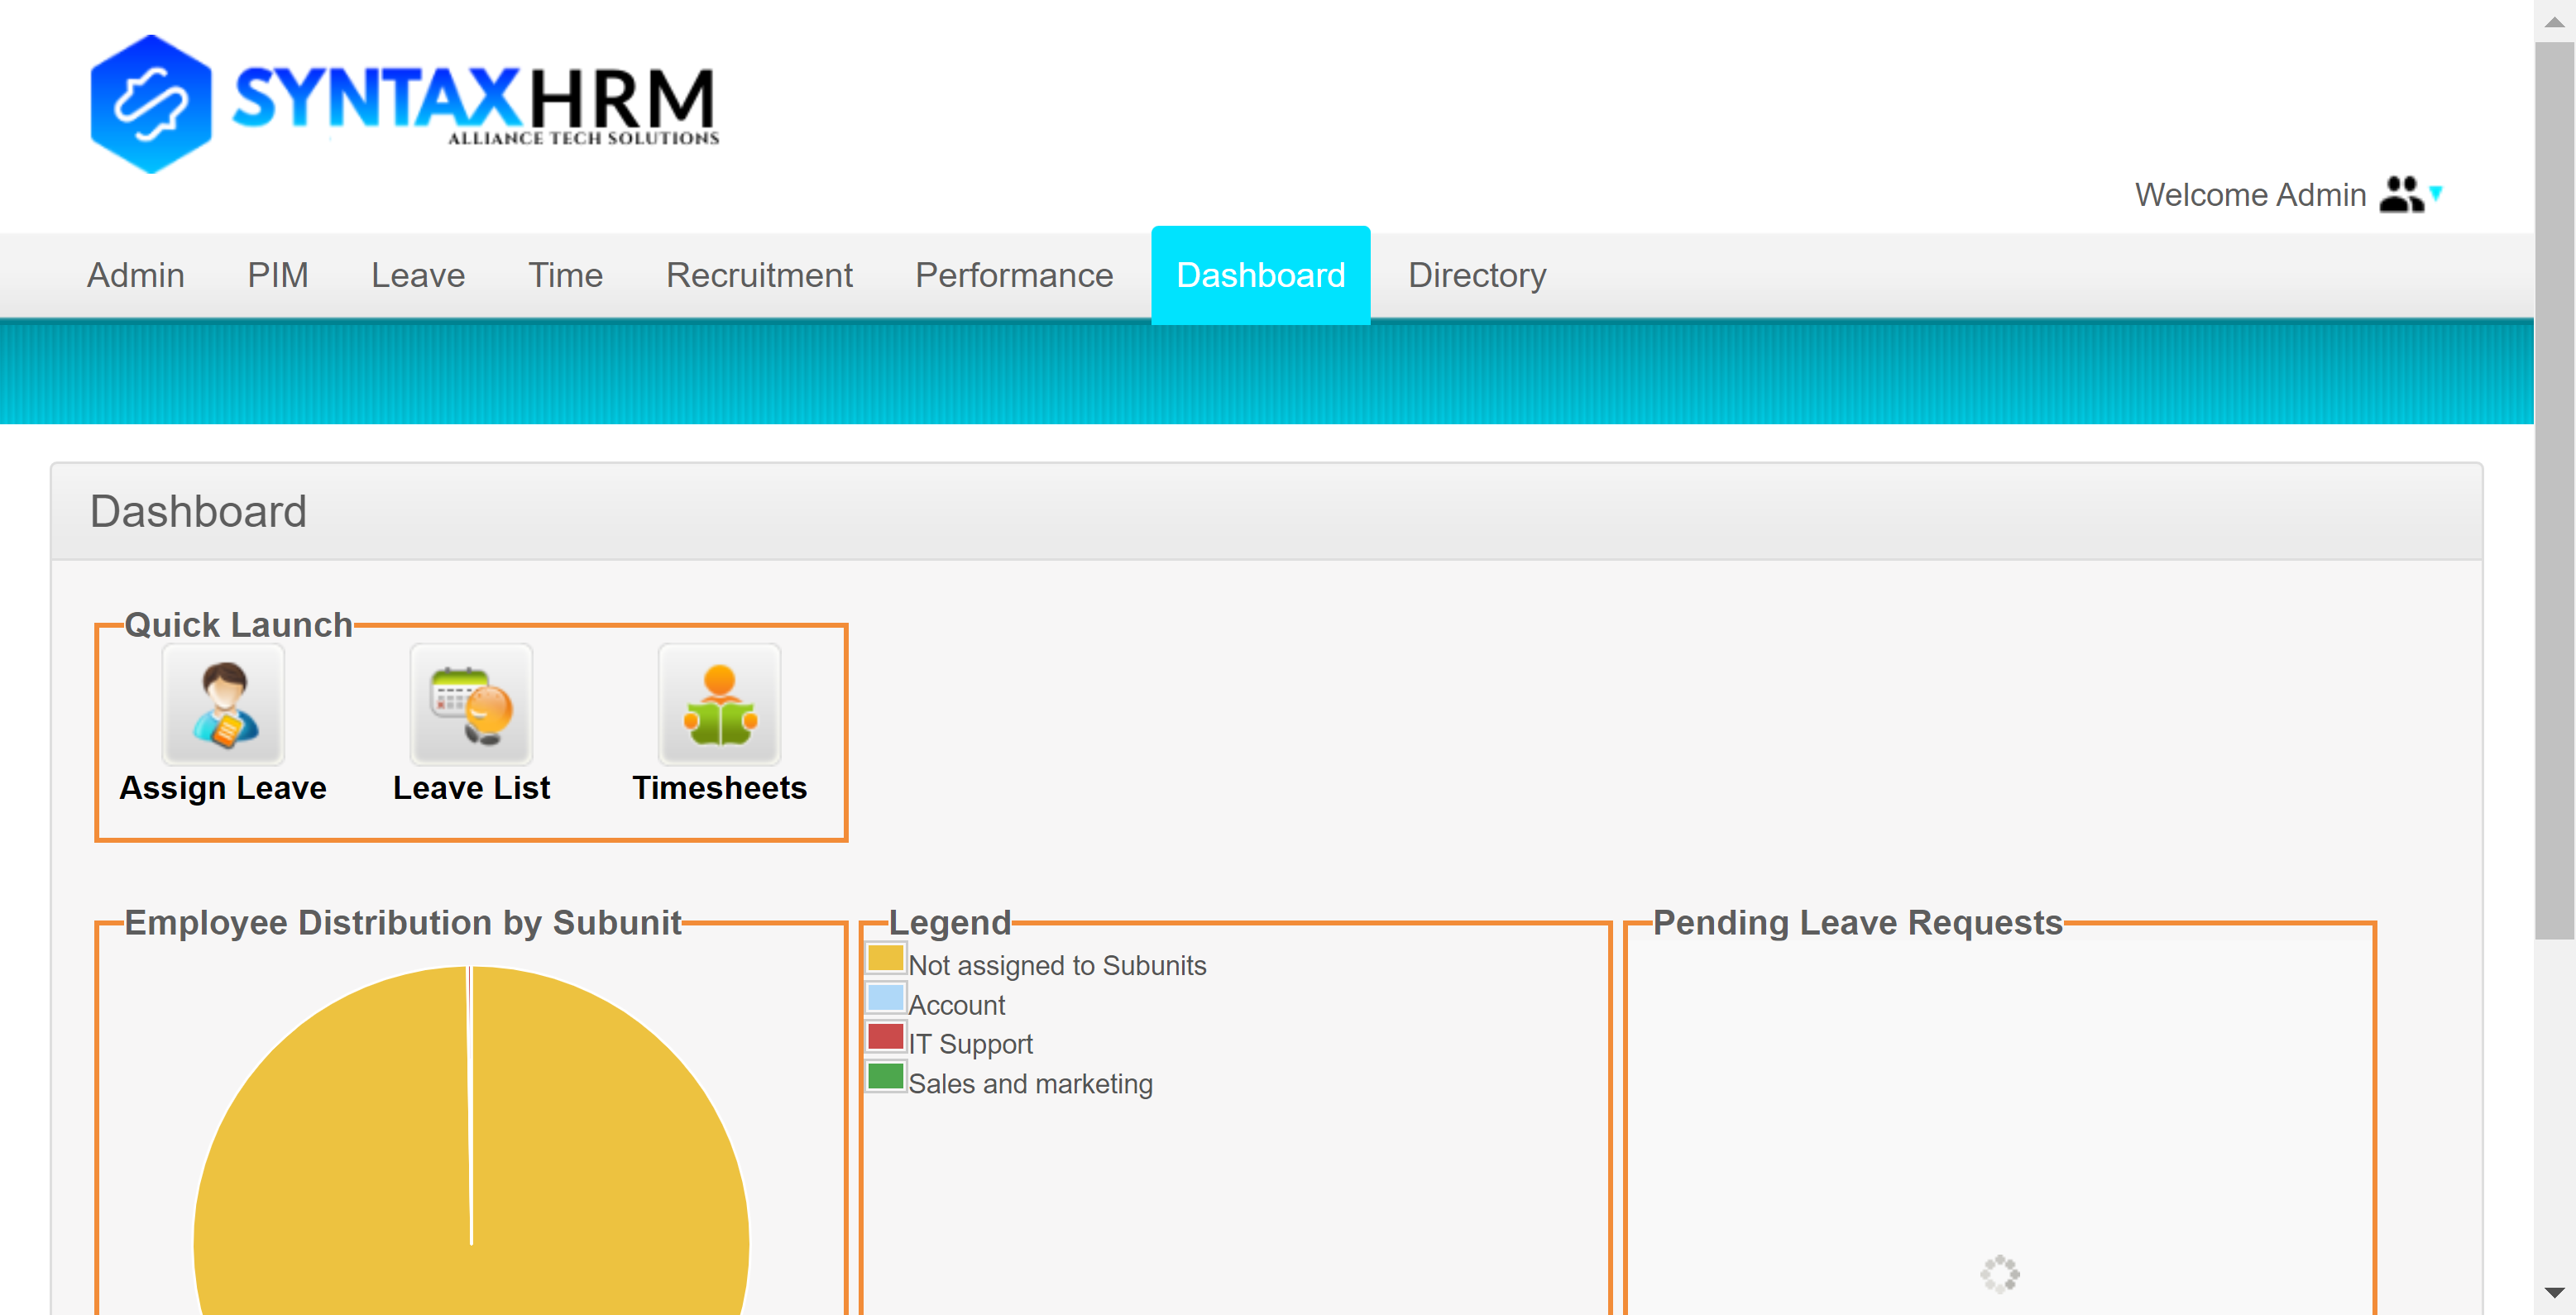 SYNTAXHRM
ALLIANCE TECH SOLUTIONS
Welcome Admin
Admin PIM Leave Time Recruitment Performance Dashboard Directory
Dashboard
Quick Launch
Assign Leave Leave List Timesheets
Employee Distribution by Subunit
Legend
Not assigned to Subunits
Account
IT Support
Sales and marketing
Pending Leave Requests